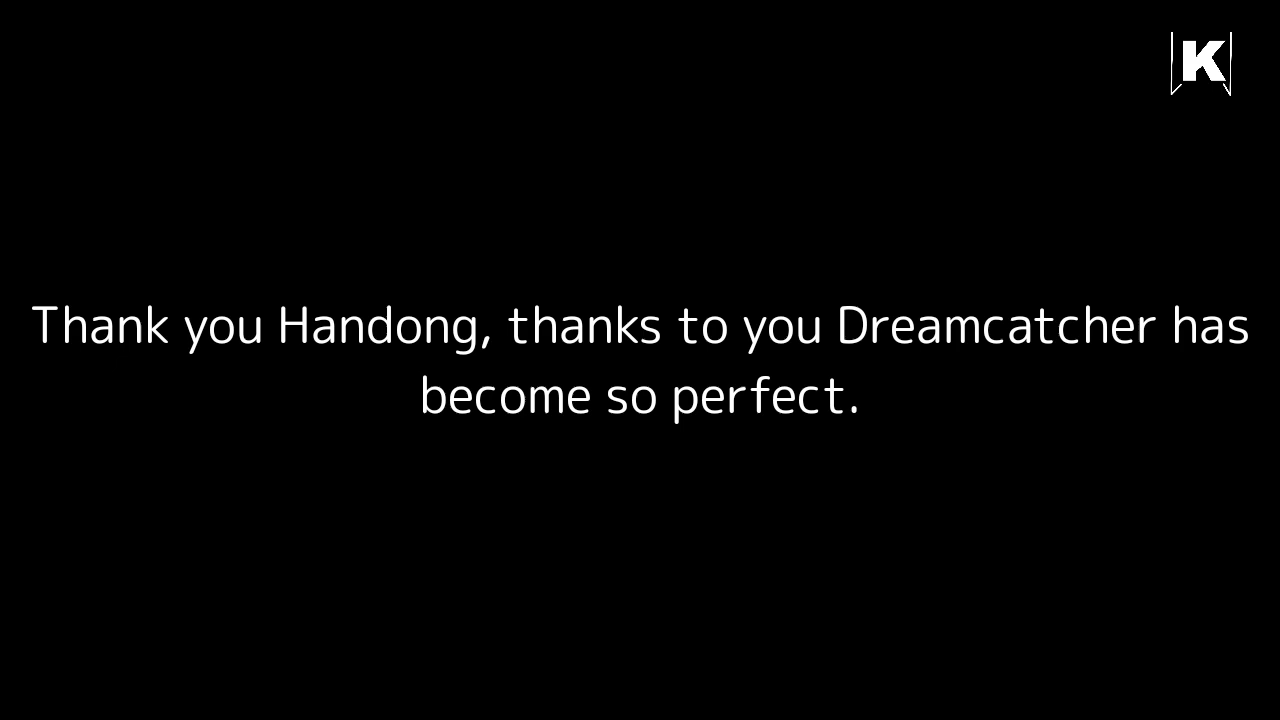 K
Thank you Handong, thanks to you Dreamcatcher has
become so perfect.